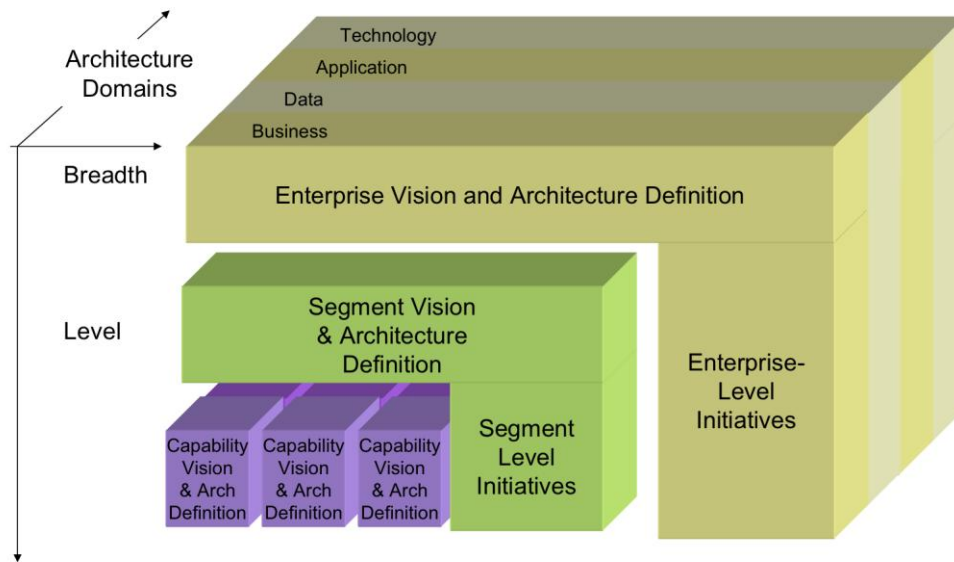 Architecture
Domains
Technology
Application
Data
Business
Breadth
Enterprise Vision and Architecture Definition
Level
Segment Vision
& Architecture
Definition
Enterprise-
Level
Initiatives
Capability
Vision
& Arch
Definition
Capability
Vision
& Arch
Definition
Capability
Vision
& Arch
Definition
Segment
Level
Initiatives